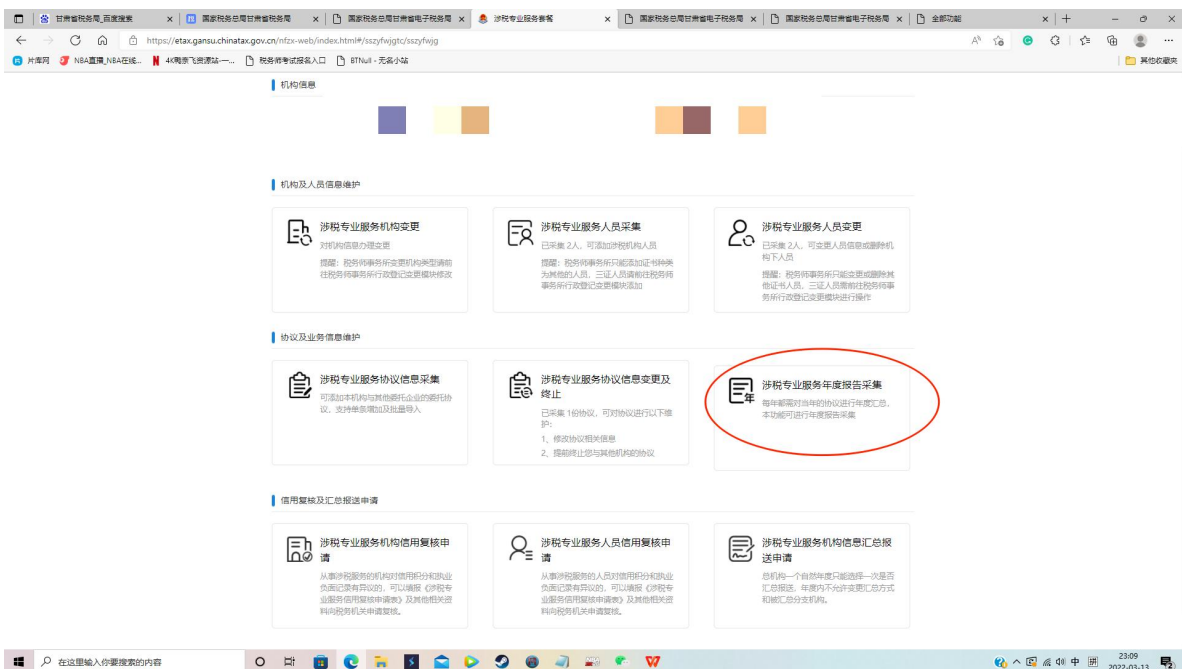 甘肃省税务局_百度搜索
国家税务总局甘肃省税务局
国家税务总局甘肃省电子税务局
涉税专业服务套餐
国家税务总局甘肃省电子税务局
国家税务总局甘肃省电子税务局
全部功能
https://etax.gansu.chinatax.gov.cn/nfzx-web/index.html#/sszyfwjgtc/sszyfwjg
片库网
NBA直播_NBA在线...
4K鸭奈飞资源站-—...
税务师考试报名入口
BTNull - 无名小站
其他收藏夹
机构信息
机构及人员信息维护
涉税专业服务机构变更
对机构信息办理变更
提醒：税务师事务所变更机构类型请前
往税务师事务所行政登记变更模块修改
涉税专业服务人员采集
已采集 2人，可添加涉税机构人员
提醒：税务师事务所只能添加证书种类
为其他的人员，三证人员请前往税务师
事务所行政登记变更模块添加
涉税专业服务人员变更
已采集 2人，可变更人员信息或删除机
构下人员
提醒：税务师事务所只能变更或删除其
他证书人员，三证人员需前往税务师事
务所行政登记变更模块进行操作
协议及业务信息维护
涉税专业服务协议信息采集
可添加本机构与其他委托企业的委托协
议，支持单条增加及批量导入
涉税专业服务协议信息变更及
终止
已采集 1份协议，可对协议进行以下维
护：
1、修改协议相关信息
2、提前终止您与其他机构的协议
年
涉税专业服务年度报告采集
每年都需对当年的协议进行年度汇总，
本功能可进行年度报告采集
信用复核及汇总报送申请
涉税专业服务机构信用复核申
请
从事涉税服务的机构对信用积分和执业
负面记录有异议的，可以填报《涉税专
业服务信用复核申请表》及其他相关资
料向税务机关申请复核。
涉税专业服务人员信用复核申
请
从事涉税服务的人员对信用积分和执业
负面记录有异议的，可以填报《涉税专
业服务信用复核申请表》及其他相关资
料向税务机关申请复核。
涉税专业服务机构信息汇总报
送申请
总机构一个自然年度只能选择一次是否
汇总报送，年度内不允许变更汇总方式
和被汇总分支机构。
在这里输入你要搜索的内容
中
拼
23:09
2022-03-13